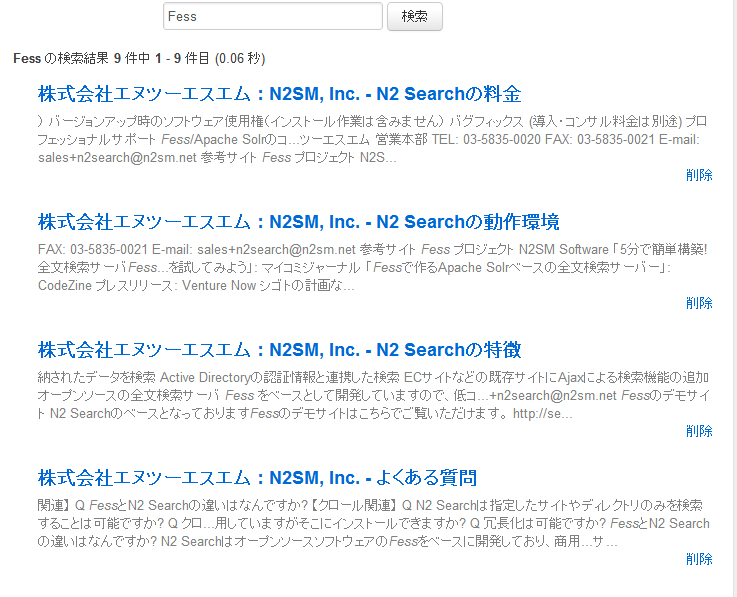 Fess 検索
Fess の検索結果 9 件中 1 - 9 件目 (0.06 秒)
株式会社エヌツーエスエム : N2SM, Inc. - N2 Searchの料金
） バージョンアップ時のソフトウェア使用権（インストール作業は含みません） バグフィックス (導入・コンサル料金は別途) プロ
フェッショナルサポート Fess/Apache Solrのコ...ツーエスエム 営業本部 TEL: 03-5835-0020 FAX: 03-5835-0021 E-mail:
sales+n2search@n2sm.net 参考サイト Fess プロジェクト N2S...
削除
株式会社エヌツーエスエム : N2SM, Inc. - N2 Searchの動作環境
FAX: 03-5835-0021 E-mail: sales+n2search@n2sm.net 参考サイト Fess プロジェクト N2SM Software 「5分で簡単構築!
全文検索サーバFess...を試してみよう」: マイコミジャーナル 「Fessで作るApache Solrベースの全文検索サーバー」:
CodeZine プレスリリース: Venture Now シゴトの計画な...
削除
株式会社エヌツーエスエム : N2SM, Inc. - N2 Searchの特徴
納されたデータを検索 Active Directoryの認証情報と連携した検索 ECサイトなどの既存サイトにAjaxによる検索機能の追加
オープンソースの全文検索サーバ Fess をベースとして開発していますので、低コ...+n2search@n2sm.net Fessのデモサイ
ト N2 SearchのベースとなっておりますFessのデモサイトはこちらでご覧いただけます。 http://se...
削除
株式会社エヌツーエスエム : N2SM, Inc. - よくある質問
関連】 Q FessとN2 Searchの違いはなんですか? 【クロール関連】 Q N2 Searchは指定したサイトやディレクトリのみを検索
することは可能ですか? Q クロ...用していますがそこにインストールできますか? Q 冗長化は可能ですか? FessとN2 Search
の違いはなんですか? N2 SearchはオープンソースソフトウェアのFessをベースに開発しており、商用...サ...
削除